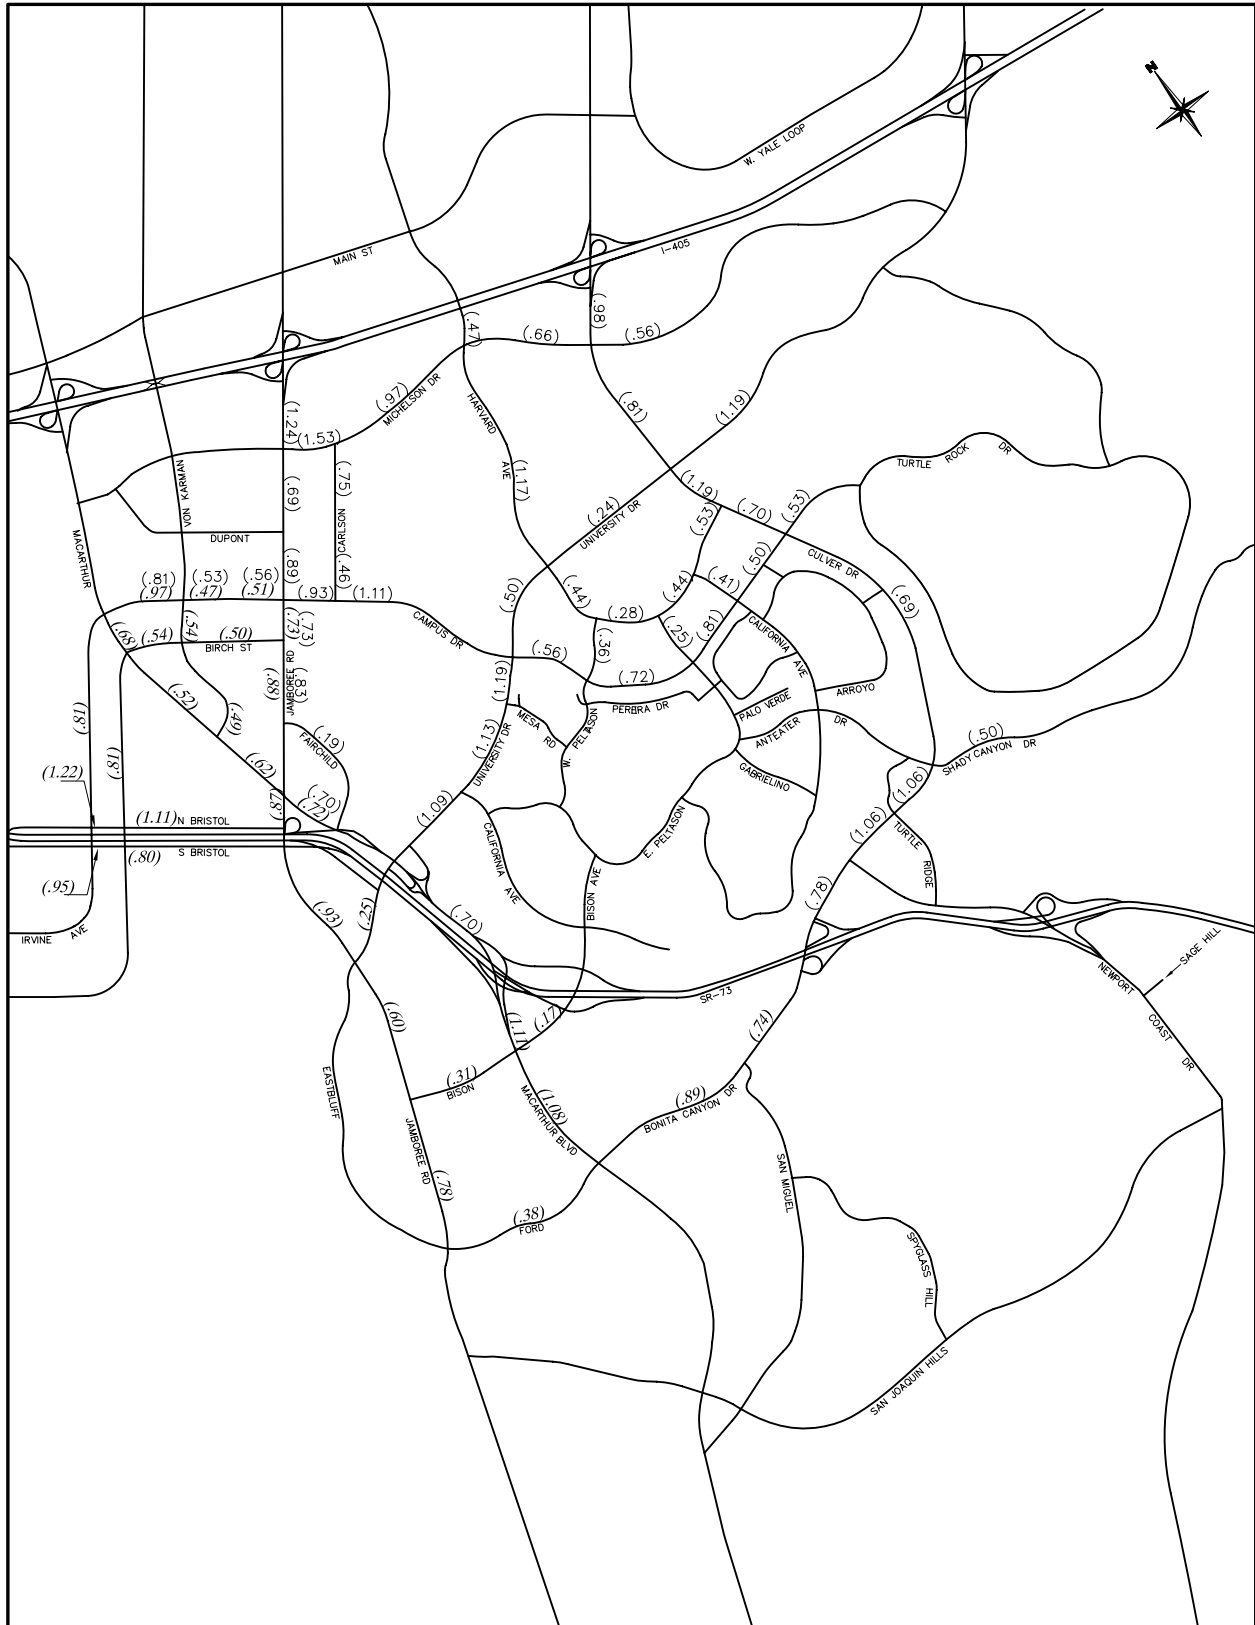 N
W. YALE LOOP
MAIN ST
I-405
(.98)
(.47)
(.66)
(.56)
(.97)
MICHELSON DR
HARVARD
AVE
(.81)
(1.19)
(1.24)
(1.53)
TURTLE ROCK DR
VON KARMAN
(.69)
(.75)
CARLSON
(.46)
(1.17)
(1.19)
(.70)
(.53)
(.53)
(.24)
UNIVERSITY DR
MACARTHUR
DUPONT
(.89)
CULVER DR
(.50)
(.81)
(.53)
(.56)
(.97)
(.47)
(.51)
(.93)
(1.11)
(.50)
(.44)
(.44)
(.41)
(.69)
CAMPUS DR
(.28)
(.25)
(.81)
CALIFORNIA
AVE
(.68)
(.54)
(.54)
(.50)
BIRCH ST
(.73)
(.73)
(.36)
(.56)
(.72)
JAMBOREE RD
(.88)
(.83)
(.52)
(.49)
(1.19)
PEREIRA DR
PALO VERDE
ARROYO
MESA RD
W. PELTASON
ANTEATER DR
(.81)
(.81)
(.19)
FAIRCHILD
(1.13)
UNIVERSITY DR
(.50)
SHADY CANYON DR
(.62)
GABRIELINO
(1.22)
(.87)
(.70)
(.72)
(1.09)
(1.06)
(1.06)
(1.11)
N BRISTOL
(.80)
S BRISTOL
(.95)
CALIFORNIA
AVE
E. PELTASON
TURTLE
RIDGE
BISON AVE
(.78)
(.93)
(.25)
(.70)
IRVINE AVE
SAGE HILL
NEWPORT
COAST
DR
SR-73
(.60)
(1.11)
(.17)
(.74)
EASTBLUFF
(.31)
BISON
(1.08)
MACARTHUR BLVD
(.89)
BONITA CANYON DR
JAMBOREE RD
(.78)
SAN MIGUEL
(.38)
FORD
SPYGLASS
HILL
SAN JOAQUIN HILLS